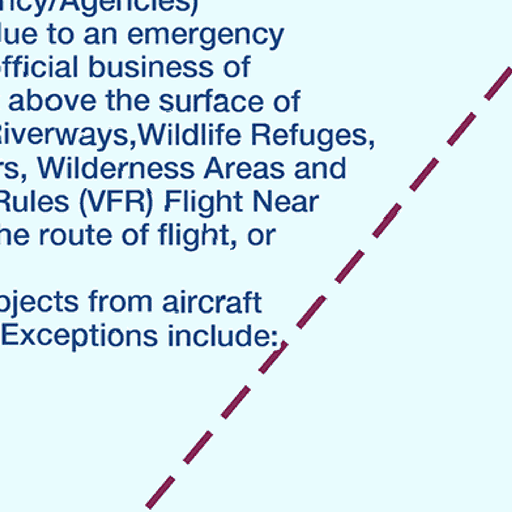 ncy/Agencies)
due to an emergency
official business of
above the surface of
Riverways,Wildlife Refuges,
rs, Wilderness Areas and
Rules (VFR) Flight Near
he route of flight, or
bjects from aircraft
Exceptions include: